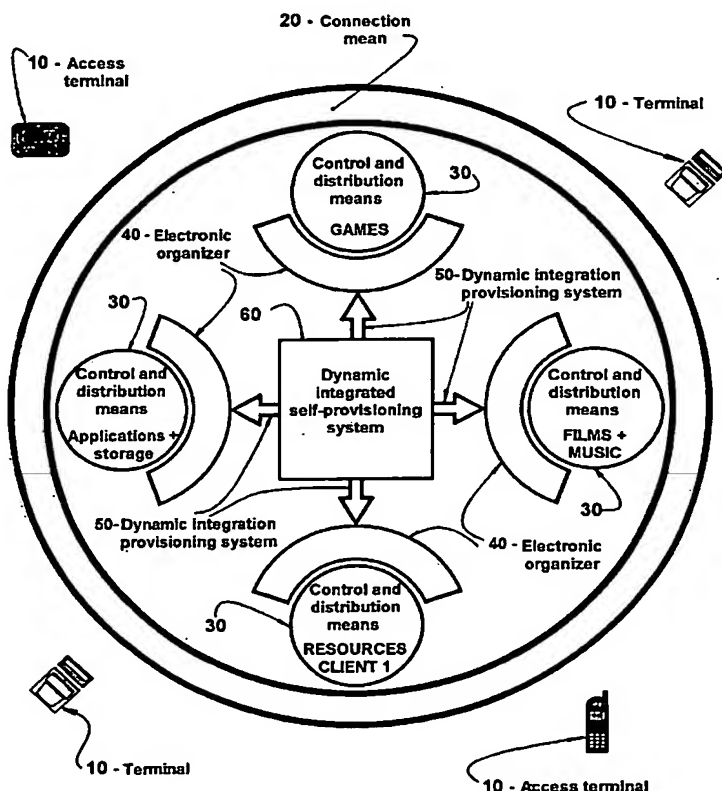 20 - Connection
mean
10 - Access
terminal
10 - Terminal
Control and
distribution
means
GAMES
30
40 - Electronic
organizer
50-Dynamic integration
provisioning system
30
60
Control and
distribution
means
Applications +
storage
Dynamic
integrated
self-provisioning
system
Control and
distribution
means
FILMS +
MUSIC
30
50-Dynamic integration
provisioning system
40 - Electronic
organizer
30
Control and
distribution
means
RESOURCES
CLIENT 1
10 - Terminal
10 - Access terminal